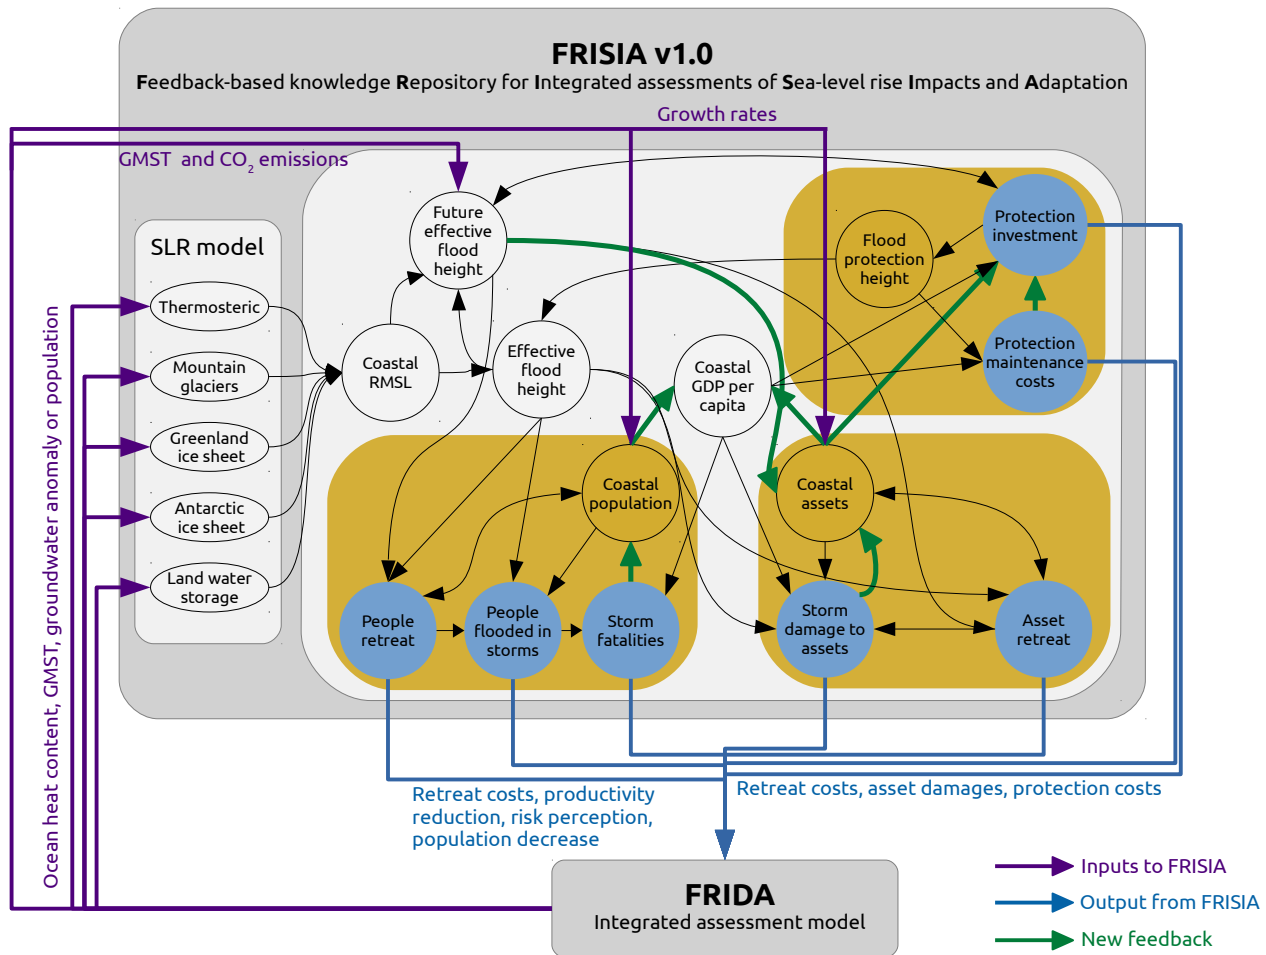 FRISIA v1.0
Feedback-based knowledge Repository for Integrated assessments of Sea-level rise Impacts and Adaptation
Growth rates
GMST and CO2 emissions
SLR model
Thermosteric
Mountain
glaciers
Greenland
ice sheet
Antarctic
ice sheet
Land water
storage
Ocean heat content, GMST, groundwater anomaly or population
Future
effective
flood
height
Coastal
RMSL
Effective
flood
height
Coastal
GDP per
capita
Flood
protection
height
Protection
investment
Protection
maintenance
costs
Coastal
population
People
retreat
People
flooded in
storms
Storm
fatalities
Coastal
assets
Storm
damage to
assets
Asset
retreat
Retreat costs, productivity
reduction, risk perception,
population decrease
Retreat costs, asset damages, protection costs
FRIDA
Integrated assessment model
Inputs to FRISIA
Output from FRISIA
New feedback